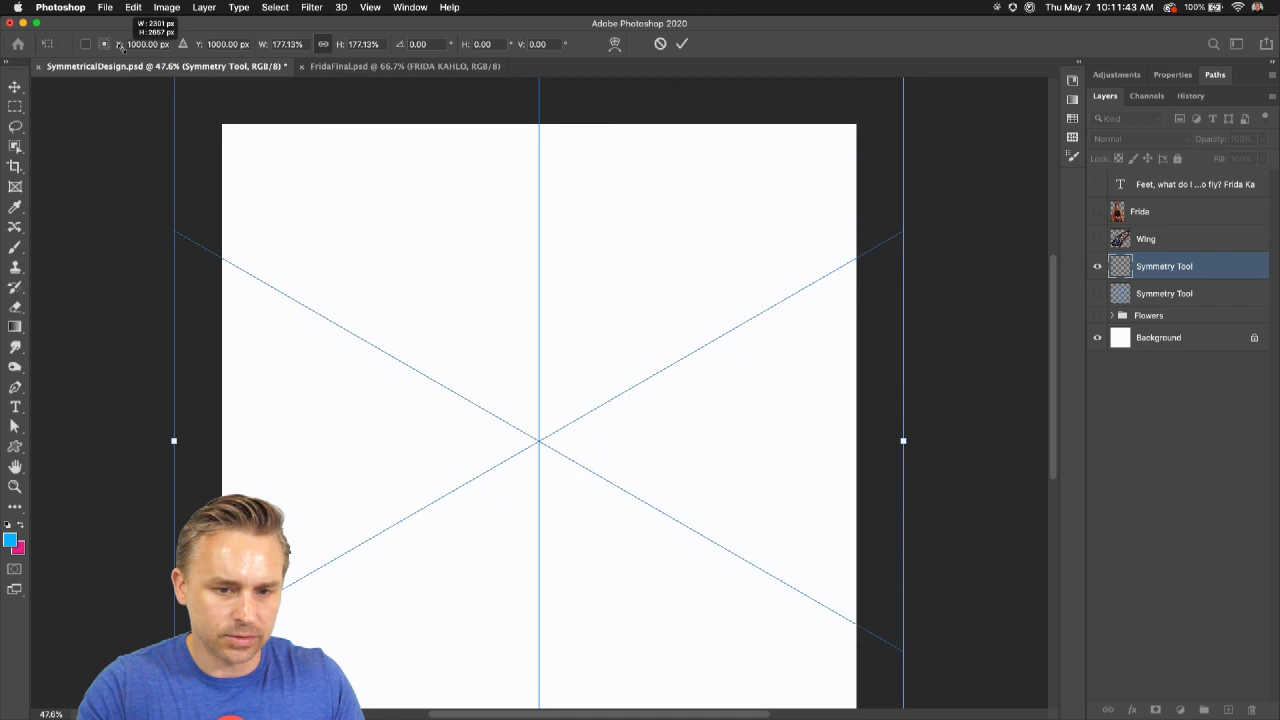 Photoshop File Edit Image Layer Type Select Filter 3D View Window Help
100% Thu May 7 10:11:43 AM
W: 2301 px
H: 2657 px
Adobe Photoshop 2020
X: 1000.00 px Y: 1000.00 px W: 177.13% H: 177.13% 0.00 ° H: 0.00 ° V: 0.00 °
SymmetricalDesign.psd @ 47.6% (Symmetry Tool, RGB/8) * FridaFinal.psd @ 66.7% (FRIDA KAHLO, RGB/8)
Adjustments Properties Paths
Layers Channels History
Kind
Normal Opacity: 100%
Lock: Fill: 100%
T Feet, what do I ...o fly? Frida Ka
Frida
Wing
Symmetry Tool
Symmetry Tool
Flowers
Background
47.6%